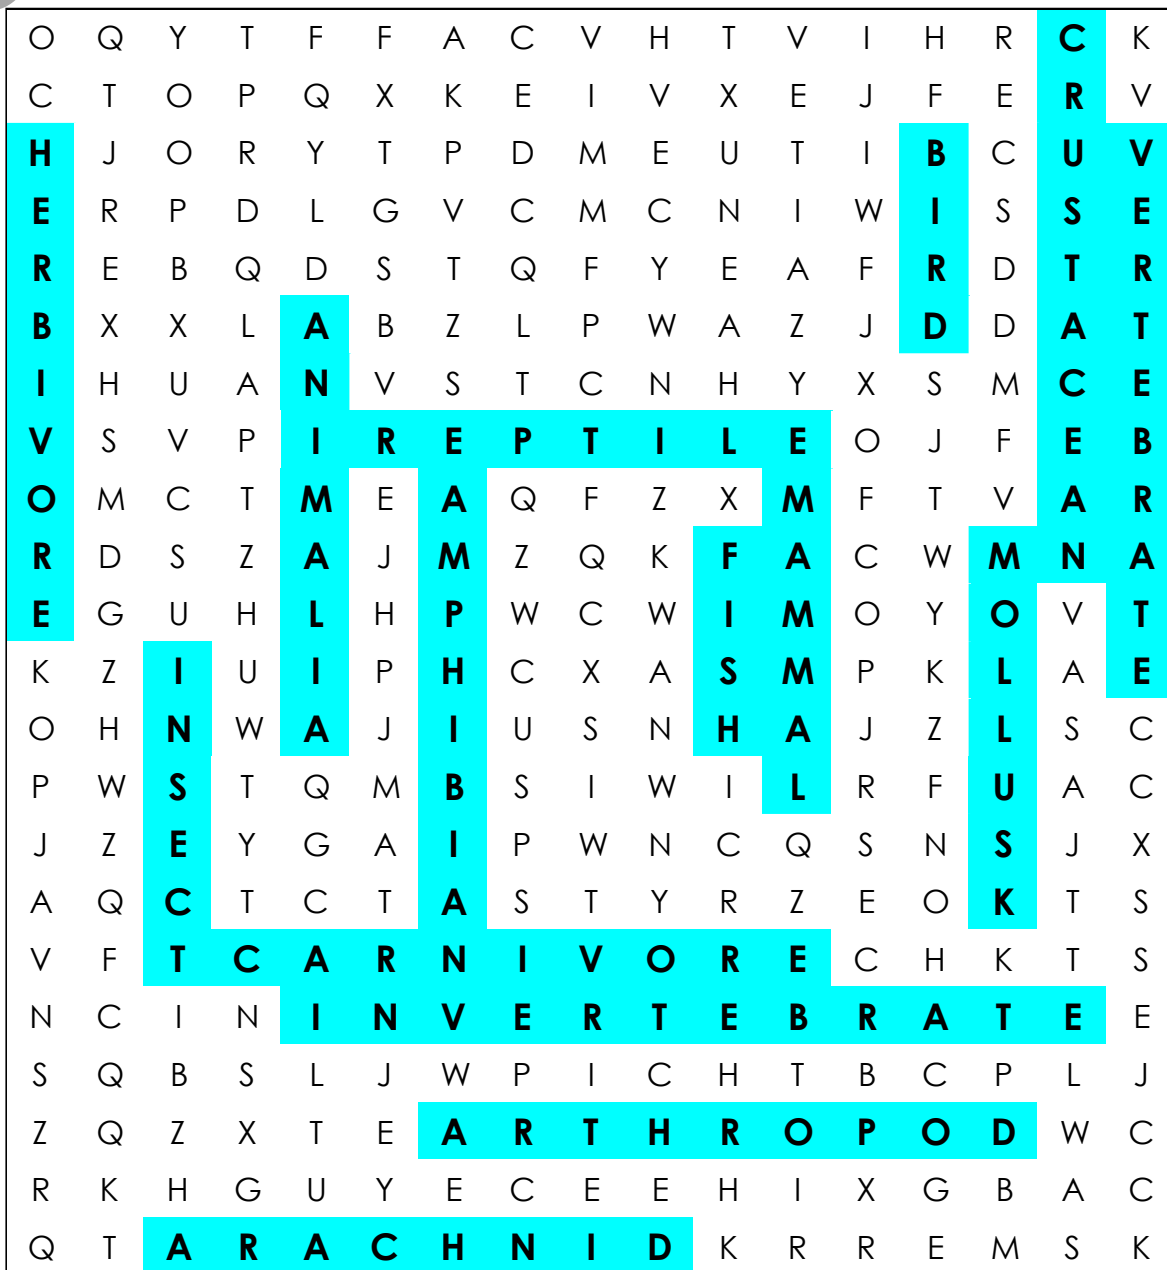 O Q Y T F F A C V H T V I H R C K
C T O P Q X K E I V X E J F E R V
H J O R Y T P D M E U T I B C U V
E R P D L G V C M C N I W I S S E
R E B Q D S T Q F Y E A F R D T R
B X X L A B Z L P W A Z J D D A T
I H U A N V S T C N H Y X S M C E
V S V P I R E P T I L E O J F E B
O M C T M E A Q F Z X M F T V A R
R D S Z A J M Z Q K F A C W M N A
E G U H L H P W C W I M O Y O V T
K Z I U I P H C X A S M P K L A E
O H N W A J I U S N H A J Z L S C
P W S T Q M B S I W I L R F U A C
J Z E Y G A I P W N C Q S N S J X
A Q C T C T A S T Y R Z E O K T S
V F T C A R N I V O R E C H K T S
N C I N I N V E R T E B R A T E E
S Q B S L J W P I C H T B C P L J
Z Q Z X T E A R T H R O P O D W C
R K H G U Y E C E E H I X G B A C
Q T A R A C H N I D K R R E M S K